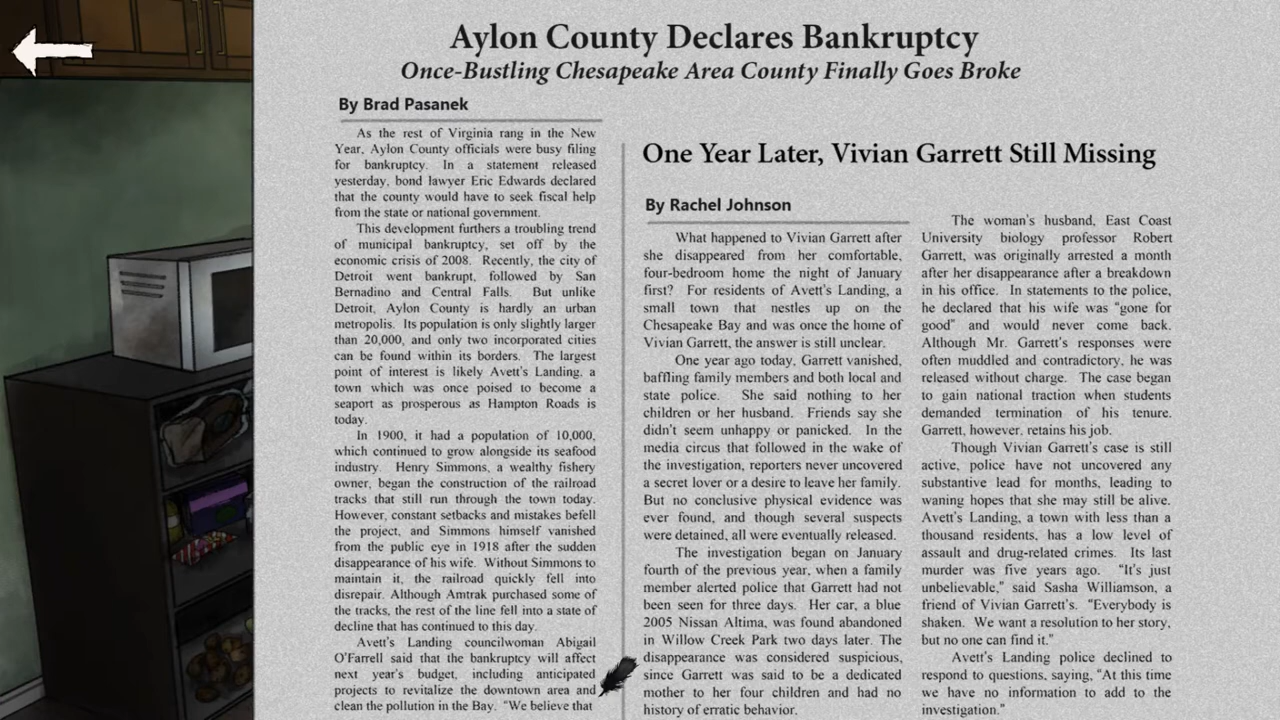 Aylon County Declares Bankruptcy
Once-Bustling Chesapeake Area County Finally Goes Broke
By Brad Pasanek
As the rest of Virginia rang in the New
Year, Aylon County officials were busy filing
for bankruptcy. In a statement released
yesterday, bond lawyer Eric Edwards declared
that the county would have to seek fiscal help
from the state or national government.
This development furthers a troubling trend
of municipal bankruptcy, set off by the
economic crisis of 2008. Recently, the city of
Detroit went bankrupt, followed by San
Bernadino and Central Falls. But unlike
Detroit, Aylon County is hardly an urban
metropolis. Its population is only slightly larger
than 20,000, and only two incorporated cities
can be found within its borders. The largest
point of interest is likely Avett's Landing, a
town which was once poised to become a
seaport as prosperous as Hampton Roads is
today.
In 1900, it had a population of 10,000,
which continued to grow alongside its seafood
industry. Henry Simmons, a wealthy fishery
owner, began the construction of the railroad
tracks that still run through the town today.
However, constant setbacks and mistakes befell
the project, and Simmons himself vanished
from the public eye in 1918 after the sudden
disappearance of his wife. Without Simmons to
maintain it, the railroad quickly fell into
disrepair. Although Amtrak purchased some of
the tracks, the rest of the line fell into a state of
decline that has continued to this day.
Avett's Landing councilwoman Abigail
O'Farrell said that the bankruptcy will affect
next year's budget, including anticipated
projects to revitalize the downtown area and
clean the pollution in the Bay. "We believe that
One Year Later, Vivian Garrett Still Missing
By Rachel Johnson
What happened to Vivian Garrett after
she disappeared from her comfortable,
four-bedroom home the night of January
first? For residents of Avett's Landing, a
small town that nestles up on the
Chesapeake Bay and was once the home of
Vivian Garrett, the answer is still unclear.
One year ago today, Garrett vanished,
baffling family members and both local and
state police. She said nothing to her
children or her husband. Friends say she
didn't seem unhappy or panicked. In the
media circus that followed in the wake of
the investigation, reporters never uncovered
a secret lover or a desire to leave her family.
But no conclusive physical evidence was
ever found, and though several suspects
were detained, all were eventually released.
The investigation began on January
fourth of the previous year, when a family
member alerted police that Garrett had not
been seen for three days. Her car, a blue
2005 Nissan Altima, was found abandoned
in Willow Creek Park two days later. The
disappearance was considered suspicious,
since Garrett was said to be a dedicated
mother to her four children and had no
history of erratic behavior.
The woman's husband, East Coast
University biology professor Robert
Garrett, was originally arrested a month
after her disappearance after a breakdown
in his office. In statements to the police,
he declared that his wife was "gone for
good" and would never come back.
Although Mr. Garrett's responses were
often muddled and contradictory, he was
released without charge. The case began
to gain national traction when students
demanded termination of his tenure.
Garrett, however, retains his job.
Though Vivian Garrett's case is still
active, police have not uncovered any
substantive lead for months, leading to
waning hopes that she may still be alive.
Avett's Landing, a town with less than a
thousand residents, has a low level of
assault and drug-related crimes. Its last
murder was five years ago. "It's just
unbelievable," said Sasha Williamson, a
friend of Vivian Garrett's. "Everybody is
shaken. We want a resolution to her story,
but no one can find it."
Avett's Landing police declined to
respond to questions, saying, "At this time
we have no information to add to the
investigation."